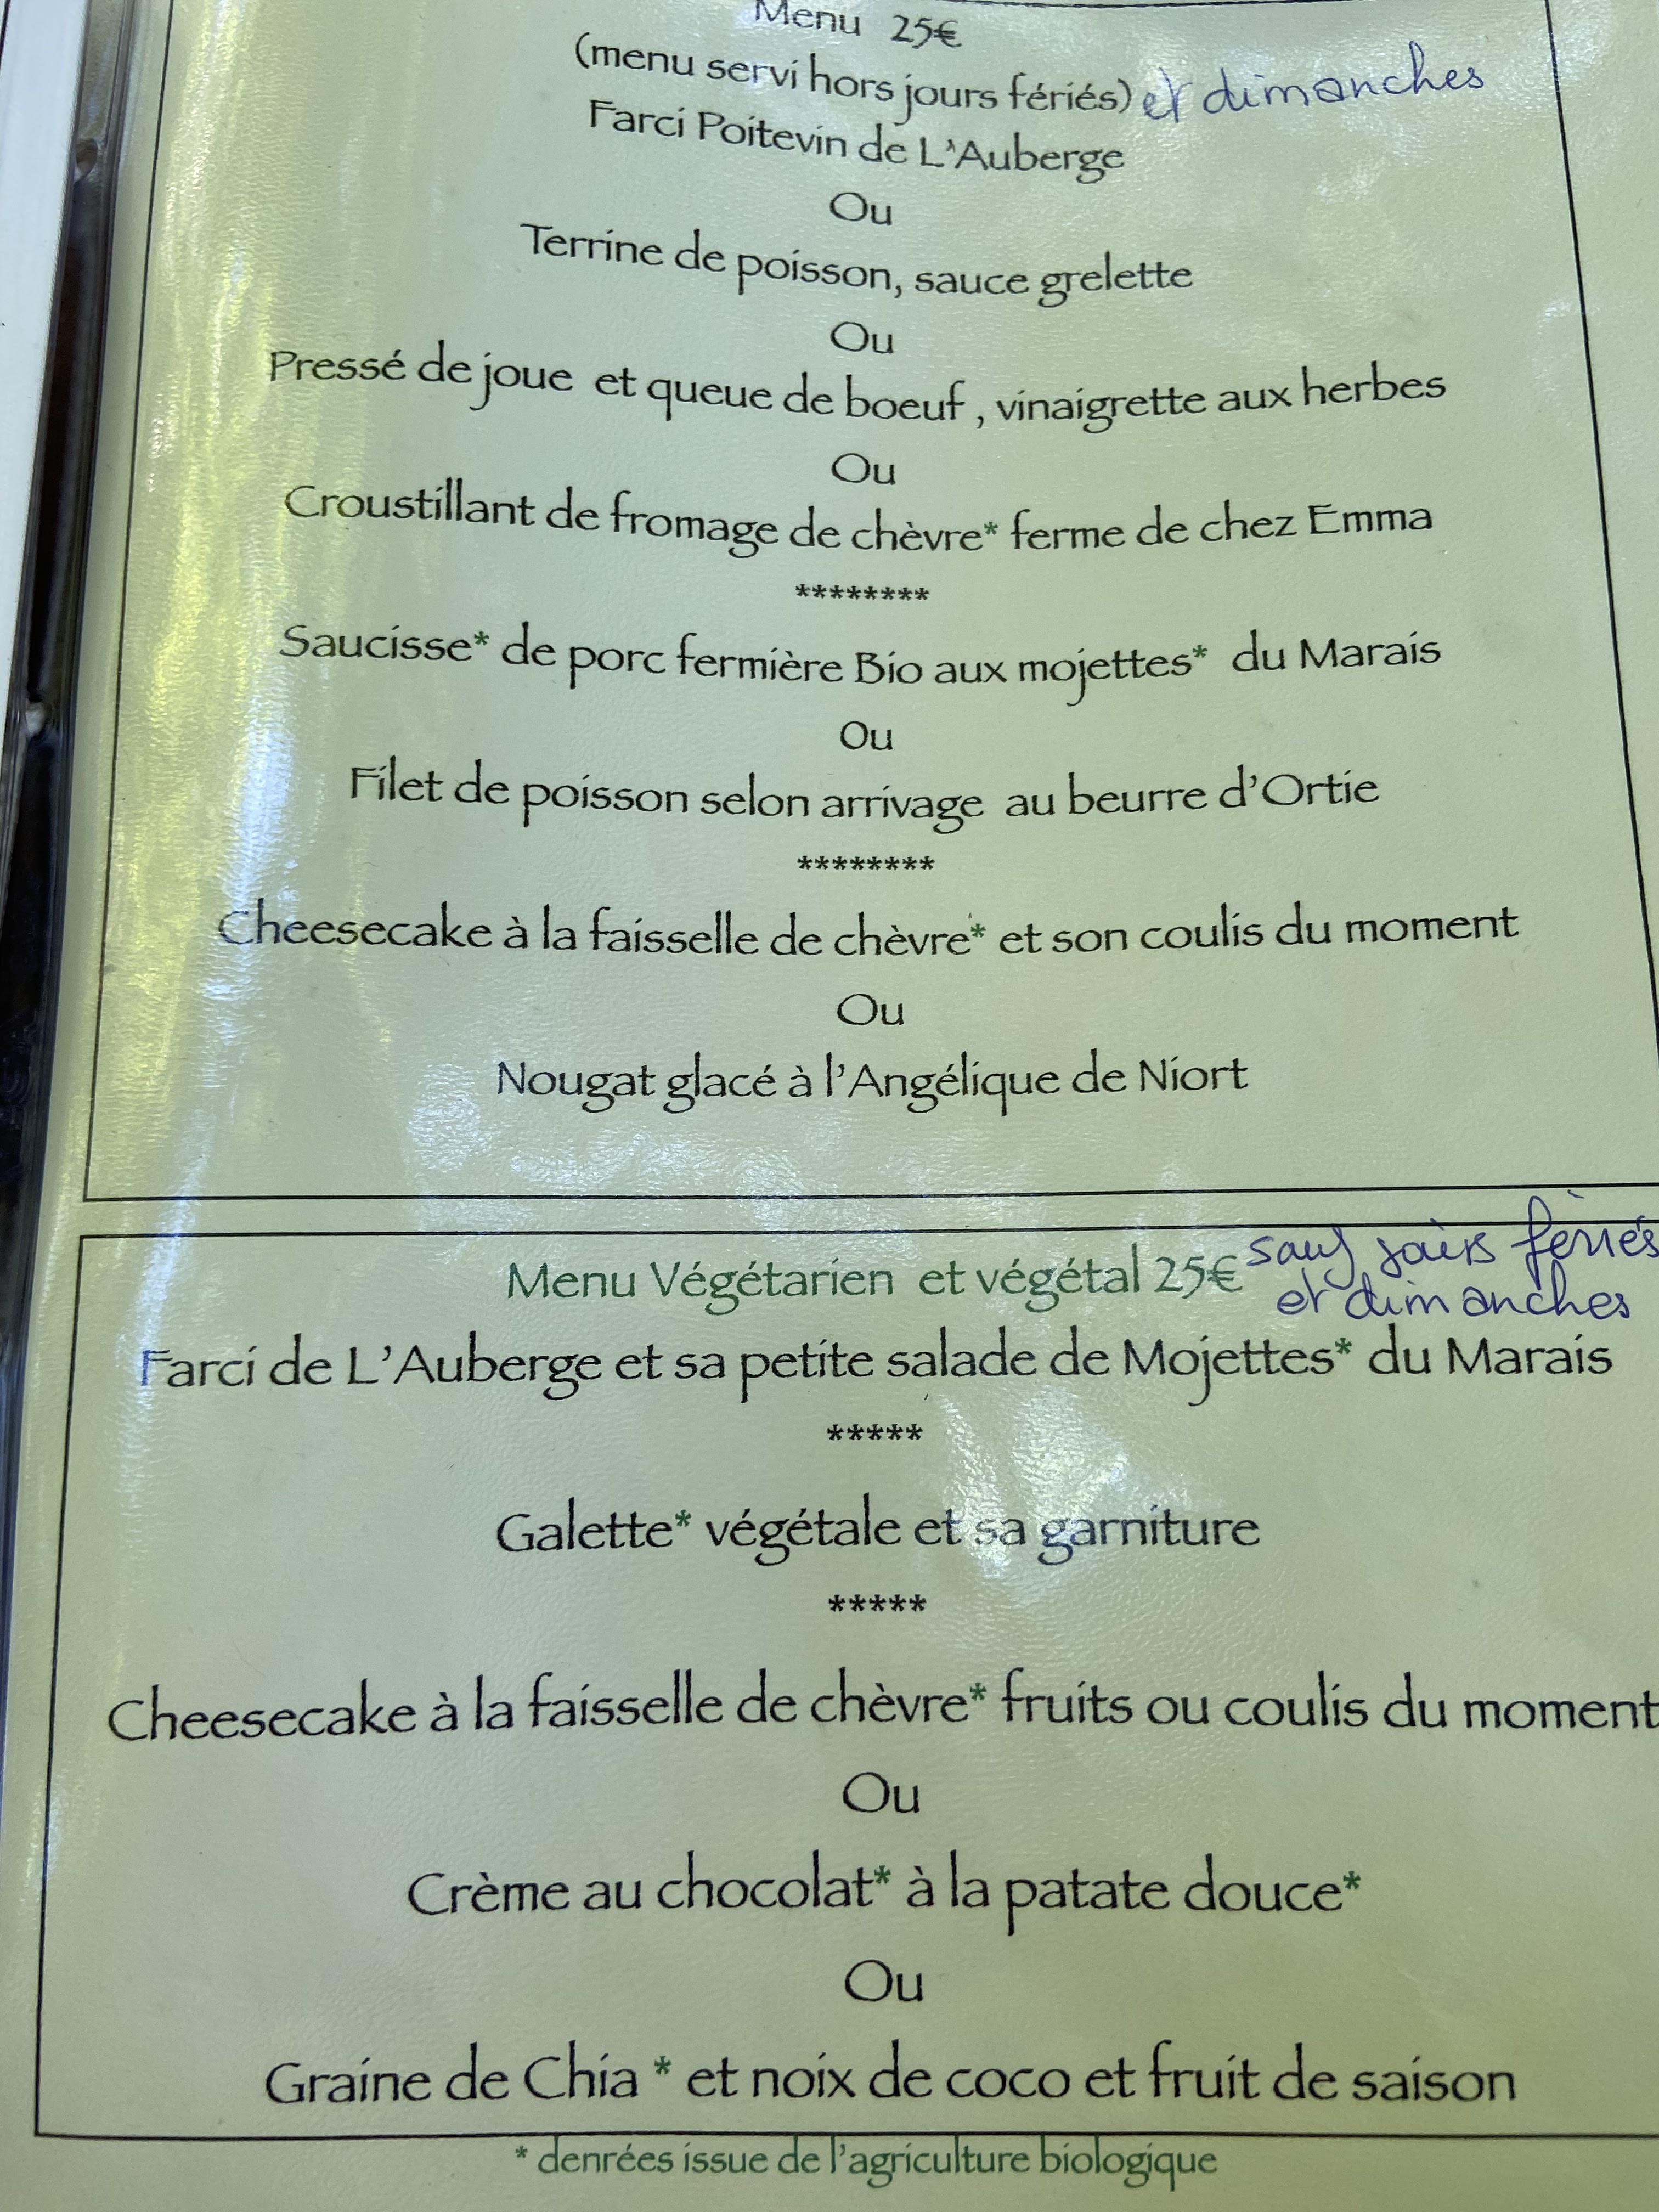 Menu 25€
(menu servi hors jours fériés) et dimanches
Farci Poitevin de L'Auberge
Ou
Terrine de poisson, sauce grelette
Ou
Pressé de joue et queue de boeuf , vinaigrette aux herbes
Ou
Croustillant de fromage de chèvre* ferme de chez Emma
********
Saucisse* de porc fermière Bio aux mojettes* du Marais
Ou
Filet de poisson selon arrivage au beurre d'Ortie
********
Cheesecake à la faisselle de chèvre* et son coulis du moment
Ou
Nougat glacé à l'Angélique de Niort
Menu Végétarien et végétal 25€ sauf jours fériés
et dimanches
Farci de L'Auberge et sa petite salade de Mojettes* du Marais
*****
Galette* végétale et sa garniture
*****
Cheesecake à la faisselle de chèvre* fruits ou coulis du moment
Ou
Crème au chocolat* à la patate douce*
Ou
Graine de Chia * et noix de coco et fruit de saison
* denrées issue de l'agriculture biologique